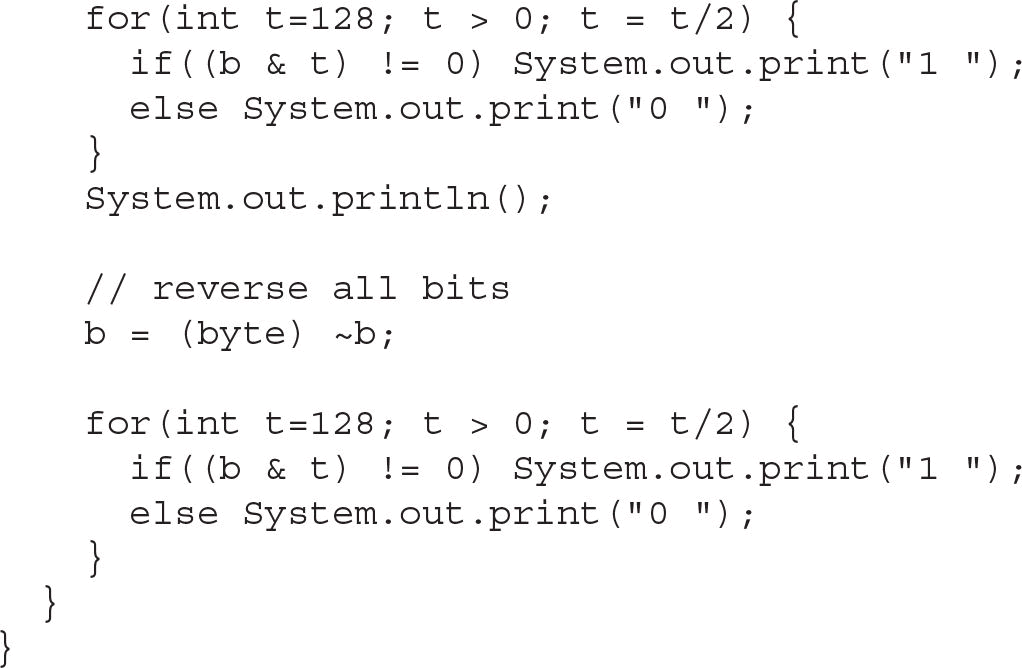 for(int t=128; t > 0; t = t/2) {
if((b & t) != 0) System.out.print("1 ");
else System.out.print("0 ");
}
System.out.println();
// reverse all bits
b = (byte) ~b;
for(int t=128; t > 0; t = t/2) {
if((b & t) != 0) System.out.print("1 ");
else System.out.print("0 ");
}
}
}